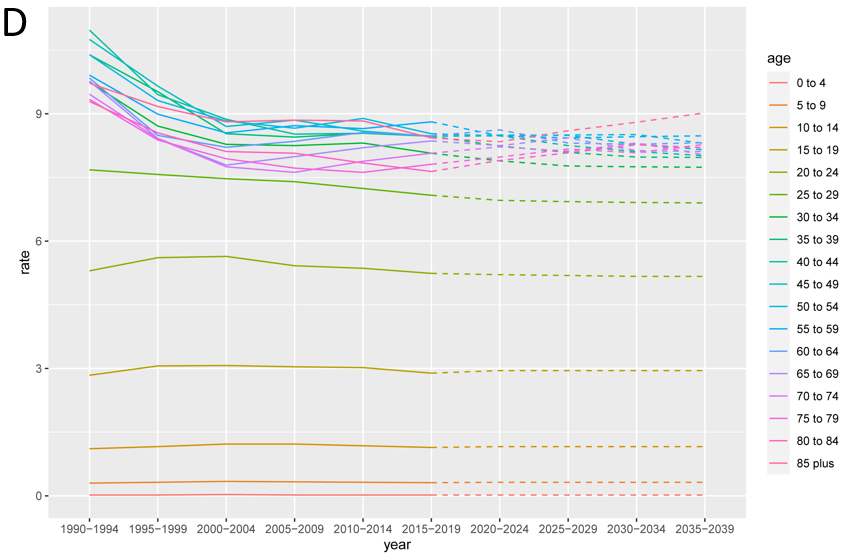 D
rate
9
6
3
0
1990−1994 1995−1999 2000−2004 2005−2009 2010−2014 2015−2019 2020−2024 2025−2029 2030−2034 2035−2039
year
age
0 to 4
5 to 9
10 to 14
15 to 19
20 to 24
25 to 29
30 to 34
35 to 39
40 to 44
45 to 49
50 to 54
55 to 59
60 to 64
65 to 69
70 to 74
75 to 79
80 to 84
85 plus